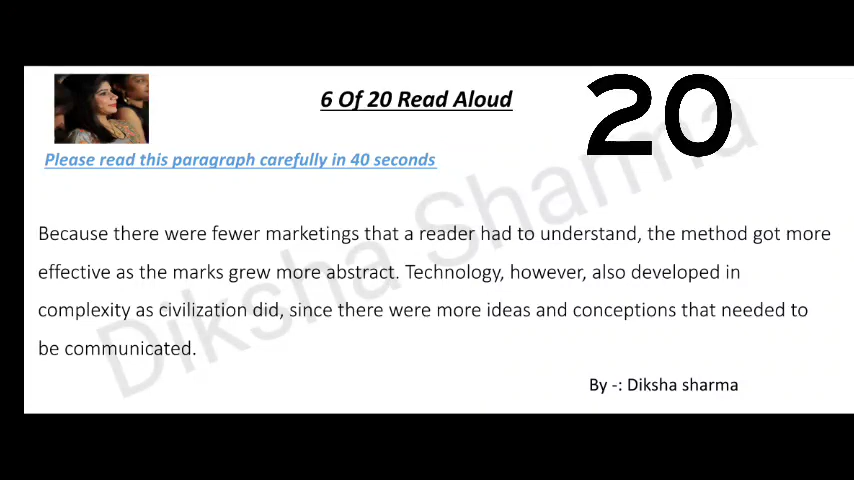 6 Of 20 Read Aloud
20
Please read this paragraph carefully in 40 seconds
Because there were fewer marketings that a reader had to understand, the method got more
effective as the marks grew more abstract. Technology, however, also developed in
complexity as civilization did, since there were more ideas and conceptions that needed to
be communicated.
By -: Diksha sharma
Diksha Sharma